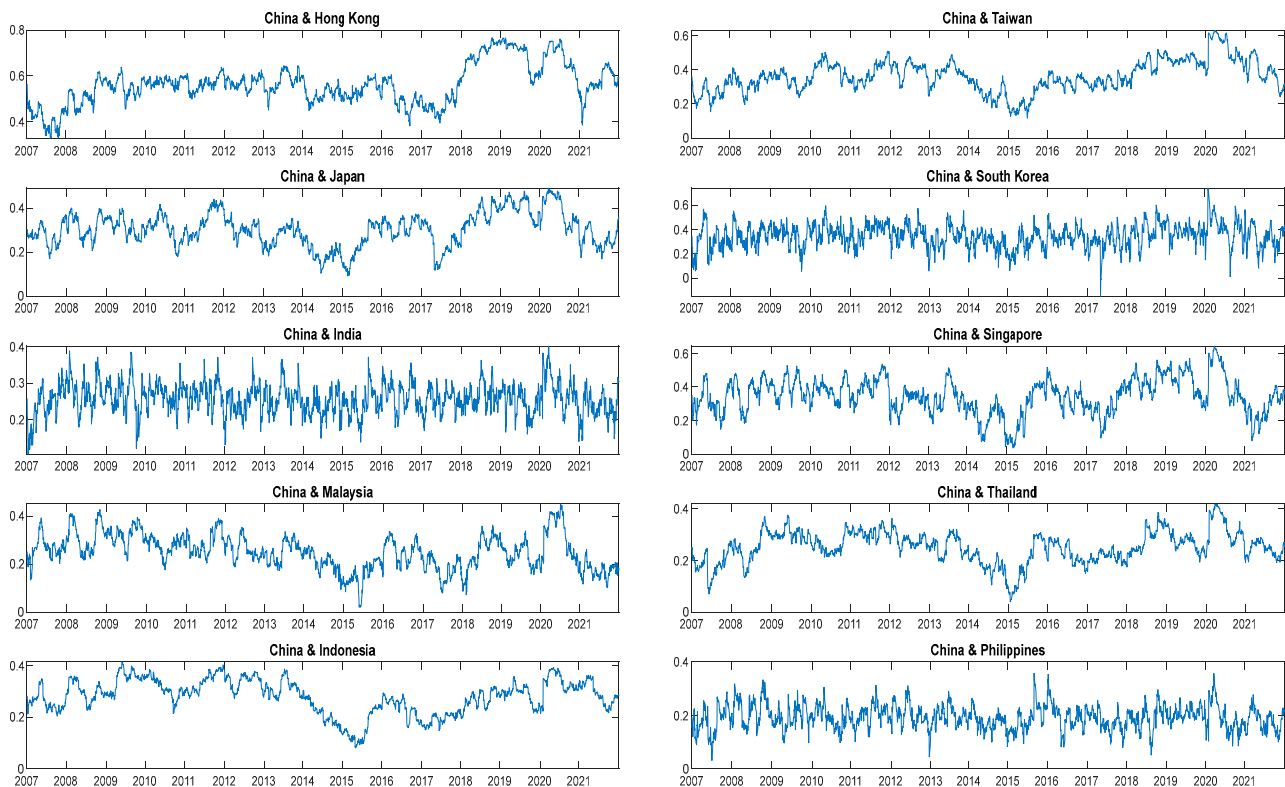 China & Hong Kong
0.8
0.6
0.4
2007 2008 2009 2010 2011 2012 2013 2014 2015 2016 2017 2018 2019 2020 2021
China & Taiwan
0.6
0.4
0.2
0
2007 2008 2009 2010 2011 2012 2013 2014 2015 2016 2017 2018 2019 2020 2021
China & Japan
0.4
0.2
0
2007 2008 2009 2010 2011 2012 2013 2014 2015 2016 2017 2018 2019 2020 2021
China & South Korea
0.6
0.4
0.2
0
2007 2008 2009 2010 2011 2012 2013 2014 2015 2016 2017 2018 2019 2020 2021
China & India
0.4
0.3
0.2
2007 2008 2009 2010 2011 2012 2013 2014 2015 2016 2017 2018 2019 2020 2021
China & Singapore
0.6
0.4
0.2
0
2007 2008 2009 2010 2011 2012 2013 2014 2015 2016 2017 2018 2019 2020 2021
China & Malaysia
0.4
0.2
0
2007 2008 2009 2010 2011 2012 2013 2014 2015 2016 2017 2018 2019 2020 2021
China & Thailand
0.4
0.2
0
2007 2008 2009 2010 2011 2012 2013 2014 2015 2016 2017 2018 2019 2020 2021
China & Indonesia
0.4
0.2
0
2007 2008 2009 2010 2011 2012 2013 2014 2015 2016 2017 2018 2019 2020 2021
China & Philippines
0.4
0.2
0
2007 2008 2009 2010 2011 2012 2013 2014 2015 2016 2017 2018 2019 2020 2021